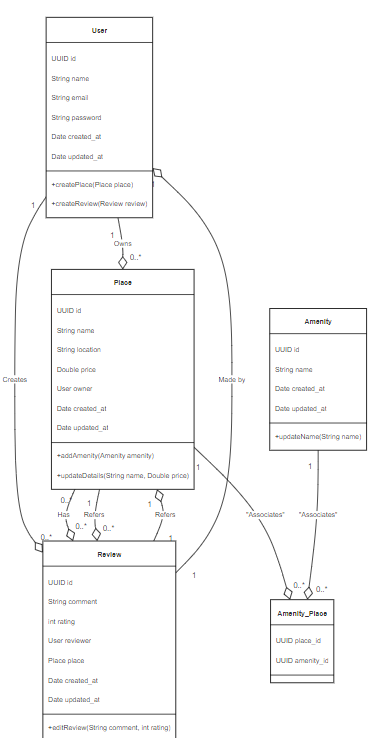 User
UUID id
String name
String email
String password
Date created_at
Date updated_at
+createPlace(Place place)
+createReview(Review review)
1
1
1
Owns
0..*
Place
UUID id
String name
String location
Double price
User owner
Date created_at
Date updated_at
+addAmenity(Amenity amenity)
+updateDetails(String name, Double price)
Amenity
UUID id
String name
Date created_at
Date updated_at
+updateName(String name)
Creates
Made by
1
1
0..*
1
1
Has
Refers
Refers
"Associates"
"Associates"
0..*
0..*
0..*
1
1
0..*
0..*
Review
UUID id
String comment
int rating
User reviewer
Place place
Date created_at
Date updated_at
+editReview(String comment, int rating)
Amenity_Place
UUID place_id
UUID amenity_id